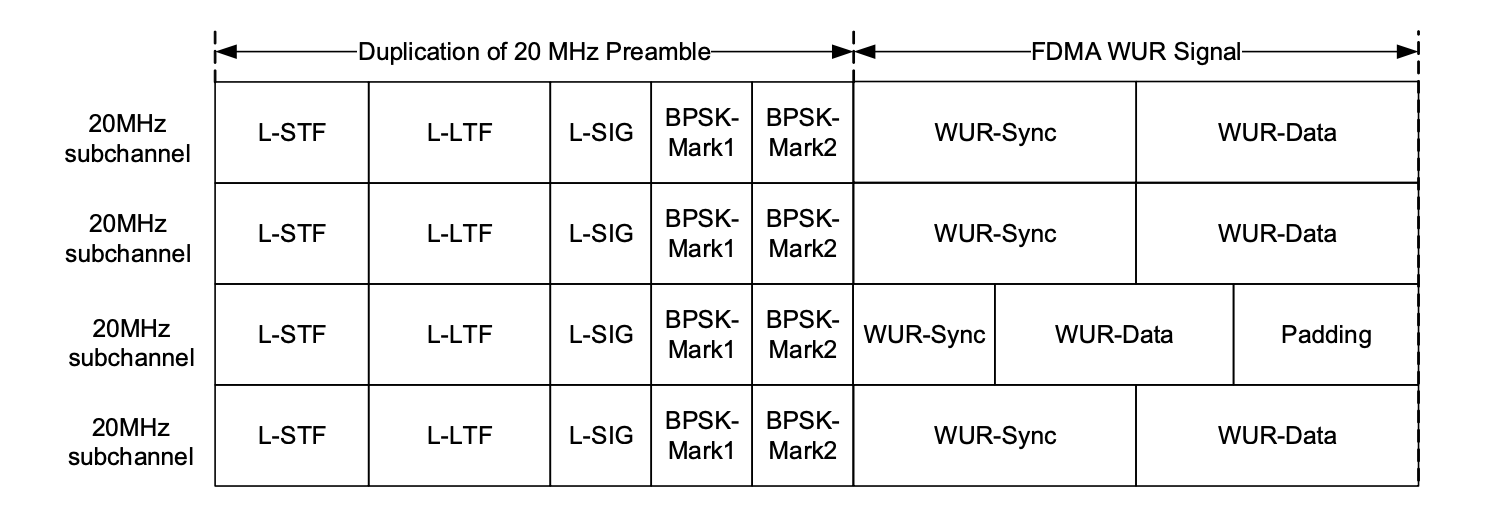 Duplication of 20 MHz Preamble FDMA WUR Signal
20MHz
subchannel
L-STF L-LTF L-SIG BPSK-
Mark1 BPSK-
Mark2 WUR-Sync WUR-Data
20MHz
subchannel
L-STF L-LTF L-SIG BPSK-
Mark1 BPSK-
Mark2 WUR-Sync WUR-Data
20MHz
subchannel
L-STF L-LTF L-SIG BPSK-
Mark1 BPSK-
Mark2 WUR-Sync WUR-Data Padding
20MHz
subchannel
L-STF L-LTF L-SIG BPSK-
Mark1 BPSK-
Mark2 WUR-Sync WUR-Data